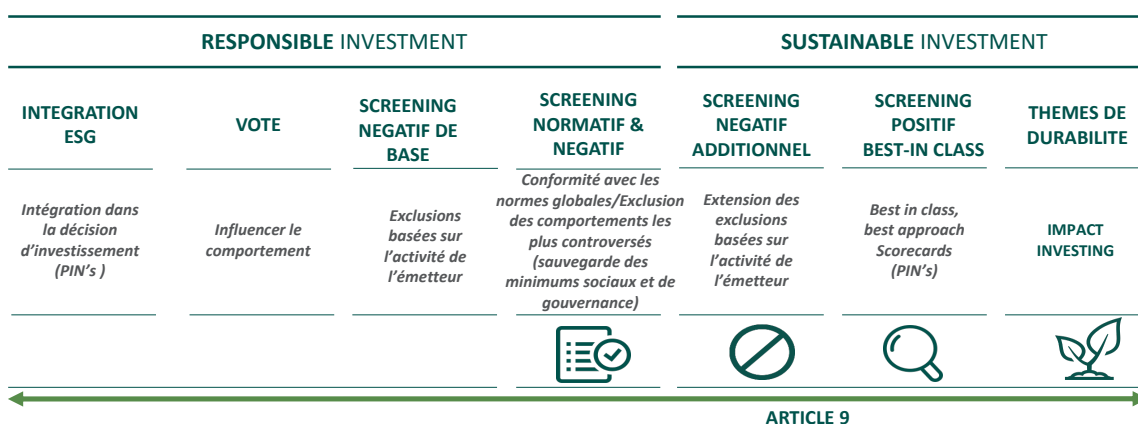 RESPONSIBLE INVESTMENT
SUSTAINABLE INVESTMENT
INTEGRATION
ESG
VOTE
SCREENING
NEGATIF DE
BASE
SCREENING
NORMATIF &
NEGATIF
SCREENING
NEGATIF
ADDITIONNEL
SCREENING
POSITIF
BEST-IN CLASS
THEMES DE
DURABILITE
Intégration dans
la décision
d’investissement
(PIN’s )
Influencer le
comportement
Exclusions
basées sur
l’activité de
l’émetteur
Conformité avec les
normes globales/Exclusion
des comportements les
plus controversés
(sauvegarde des
minimums sociaux et de
gouvernance)
Extension des
exclusions
basées sur
l’activité de
l’émetteur
Best in class,
best approach
Scorecards
(PIN’s)
IMPACT
INVESTING
ARTICLE 9